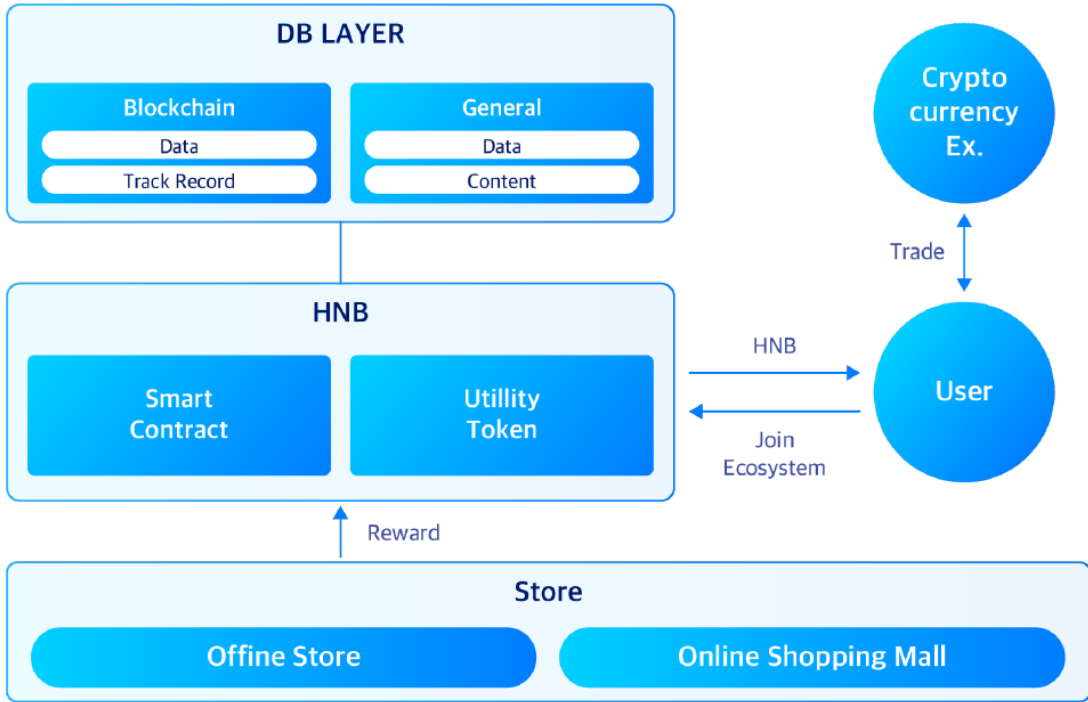 DB LAYER
Blockchain
Data
Track Record
General
Data
Content
Crypto
currency
Ex.
Trade
HNB
Smart
Contract
Utillity
Token
HNB
Join
Ecosystem
User
Reward
Store
Offine Store
Online Shopping Mall